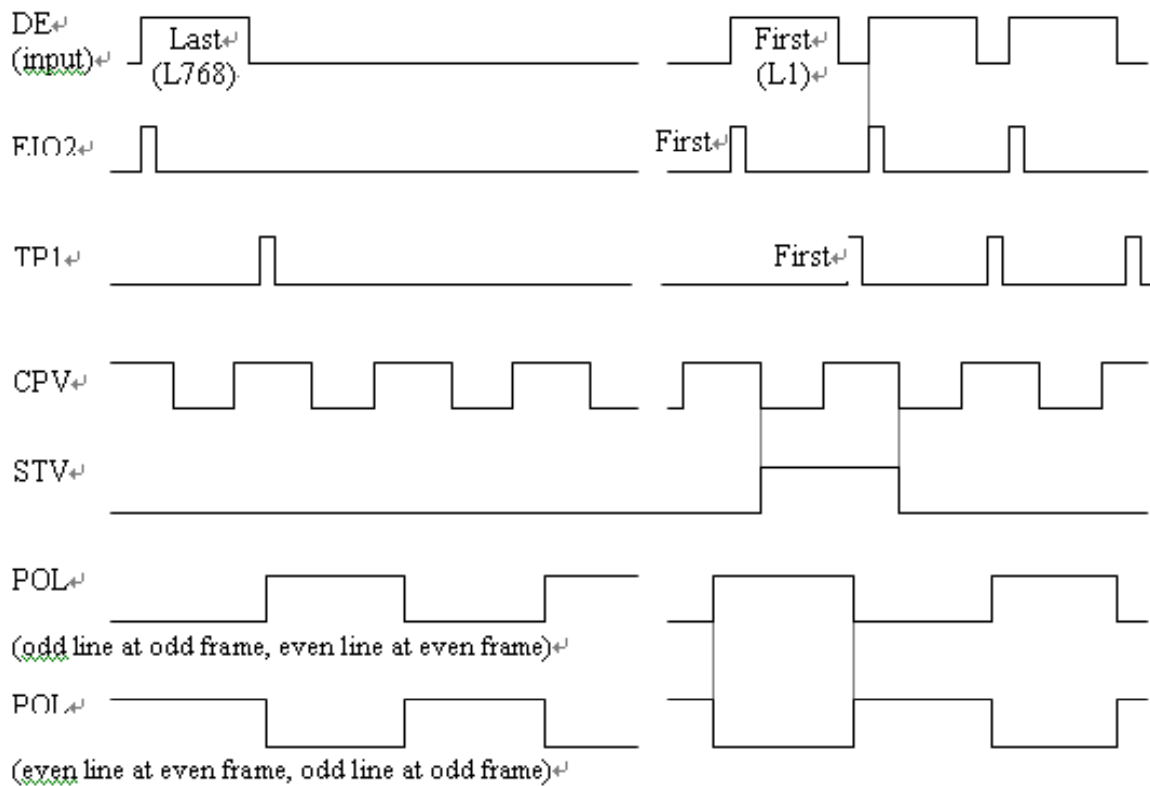 DE↵
(input)↵
Last↵
(L768)
First↵
(L1)↵
EIO2↵
First↵
TP1↵
First↵
CPV↵
STV↵
POL↵
(odd line at odd frame, even line at even frame)↵
POL↵
(even line at even frame, odd line at odd frame)↵